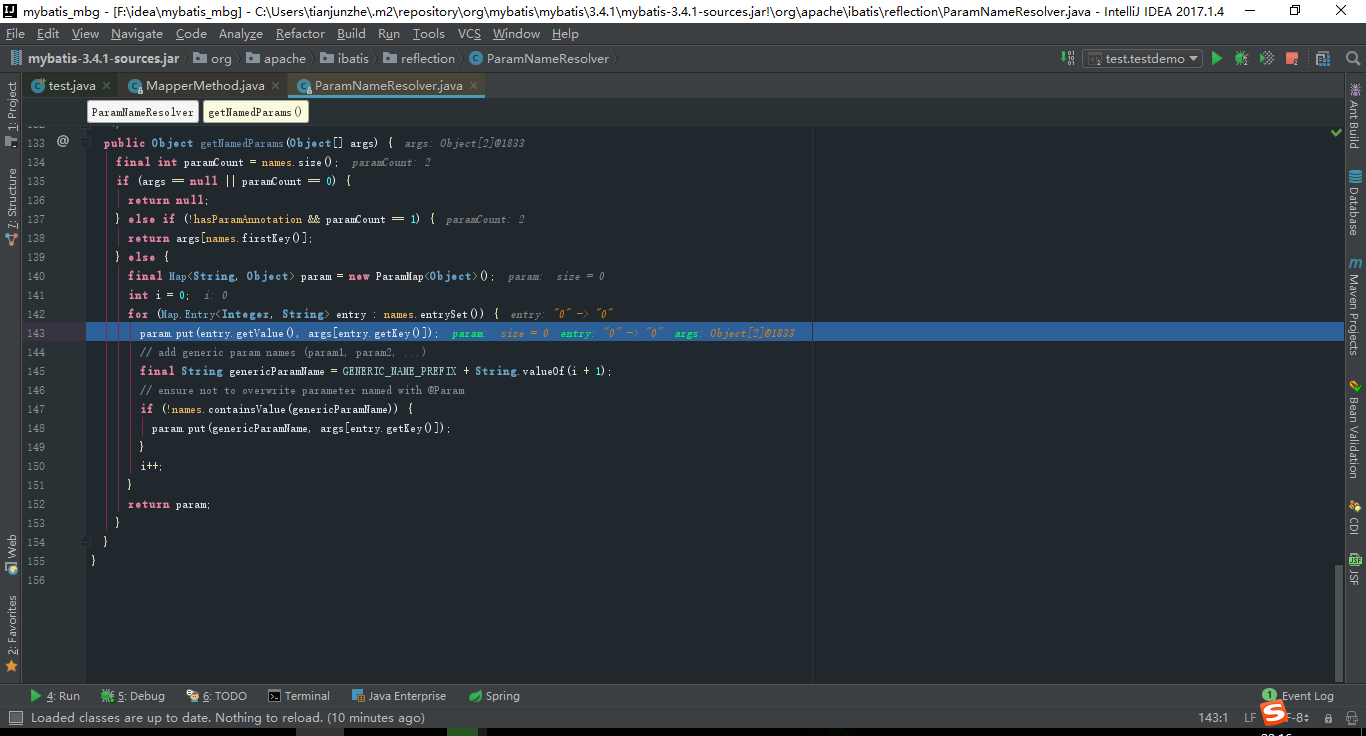 mybatis_mbg - [F:\idea\mybatis_mbg] - C:\Users\tianjunzhe\.m2\repository\org\mybatis\mybatis\3.4.1\mybatis-3.4.1-sources.jar!\org\apache\ibatis\reflection\ParamNameResolver.java - IntelliJ IDEA 2017.1.4
File Edit View Navigate Code Analyze Refactor Build Run Tools VCS Window Help
mybatis-3.4.1-sources.jar org apache ibatis reflection ParamNameResolver test.testdemo
test.java MapperMethod.java ParamNameResolver.java
ParamNameResolver getNamedParams()
133 @ public Object getNamedParams(Object[] args) { args: Object[2]@1833
134 final int paramCount = names.size(); paramCount: 2
135 if (args == null || paramCount == 0) {
136 return null;
137 } else if (!hasParamAnnotation && paramCount == 1) { paramCount: 2
138 return args[names.firstKey()];
139 } else {
140 final Map<String, Object> param = new ParamMap<Object>(); param: size = 0
141 int i = 0; i: 0
142 for (Map.Entry<Integer, String> entry : names.entrySet()) { entry: "0" -> "0"
143 param.put(entry.getValue(), args[entry.getKey()]); param: size = 0 entry: "0" -> "0" args: Object[2]@1833
144 // add generic param names (param1, param2, ...)
145 final String genericParamName = GENERIC_NAME_PREFIX + String.valueOf(i + 1);
146 // ensure not to overwrite parameter named with @Param
147 if (!names.containsValue(genericParamName)) {
148 param.put(genericParamName, args[entry.getKey()]);
149 }
150 i++;
151 }
152 return param;
153 }
154 }
155 }
156
1: Project
7: Structure
Web
2: Favorites
Ant Build
Database
Maven Projects
Bean Validation
CDI
JSF
4: Run 5: Debug 6: TODO Terminal Java Enterprise Spring 1 Event Log
Loaded classes are up to date. Nothing to reload. (10 minutes ago) 143:1 LF F-8